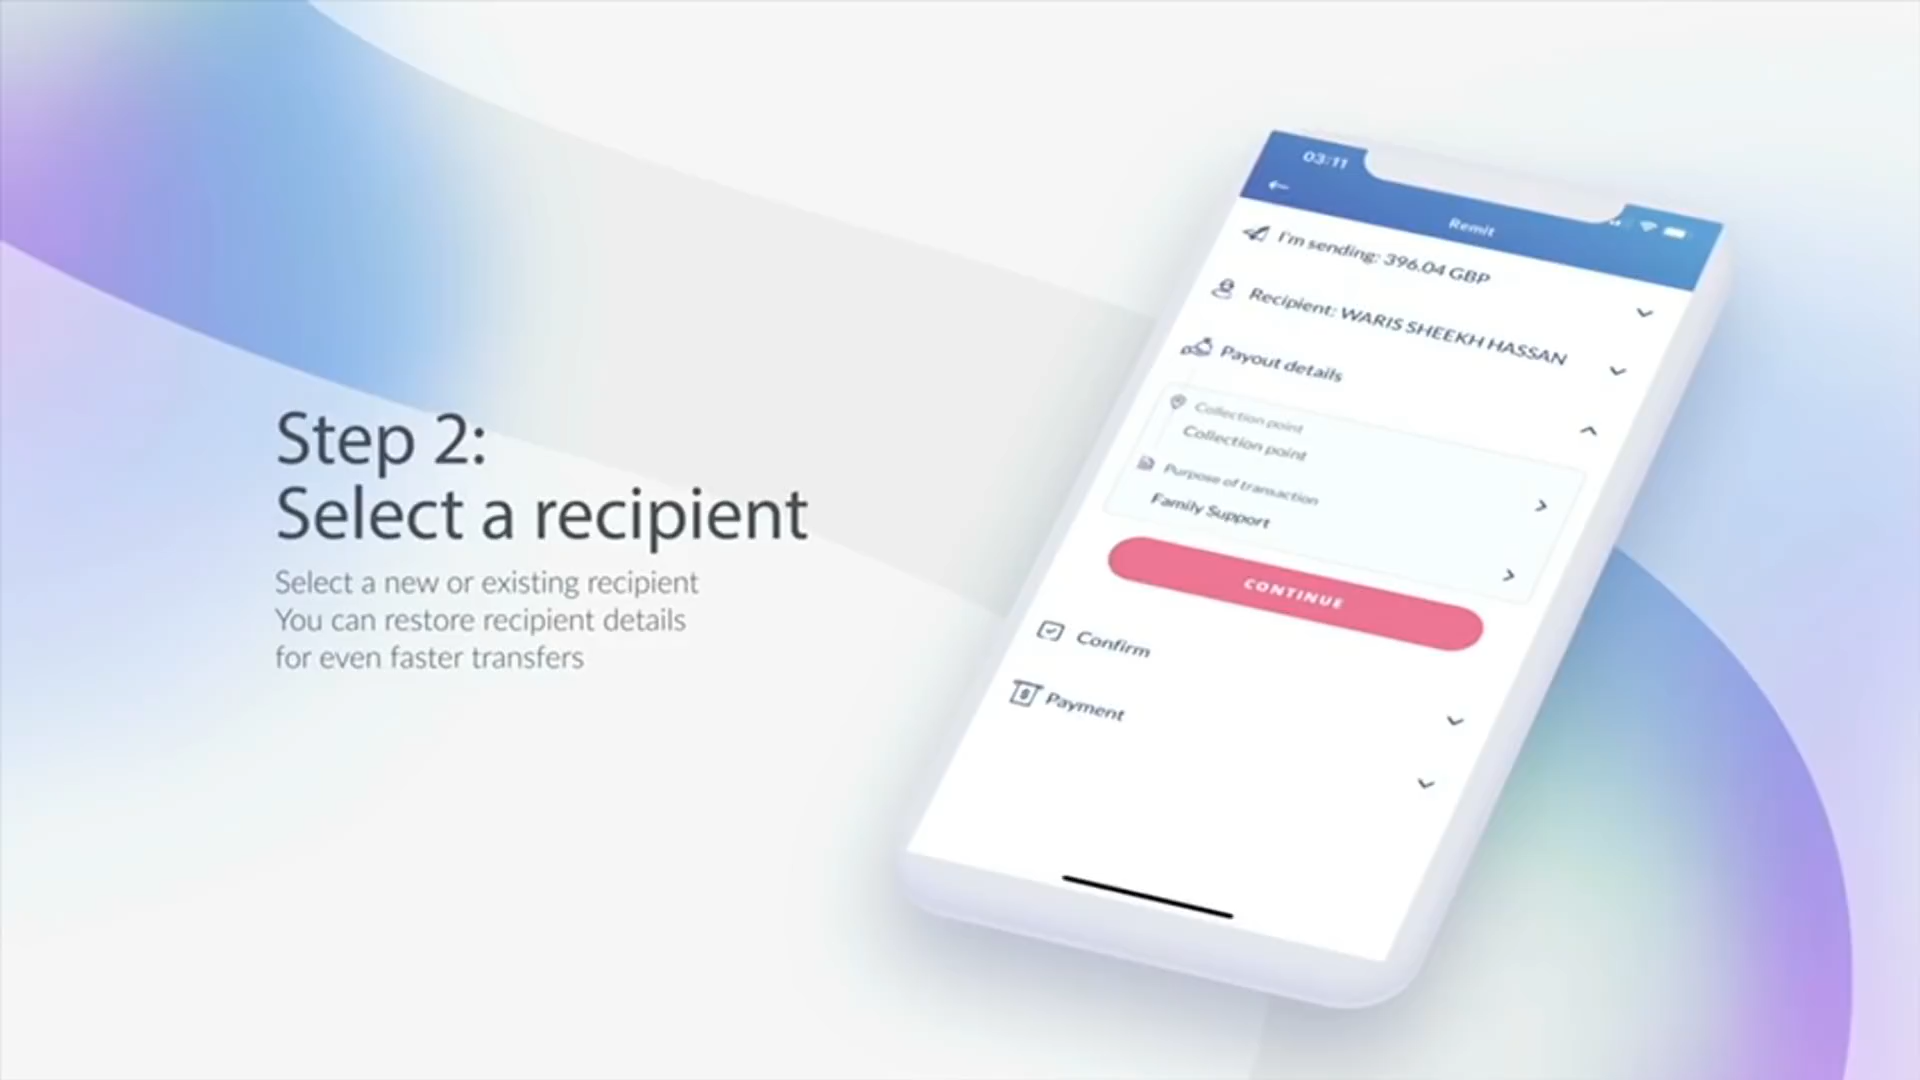 Step 2:
Select a recipient
Select a new or existing recipient
You can restore recipient details
for even faster transfers
03:11
Remit
I'm sending: 396.04 GBP
Recipient: WARIS SHEEKH HASSAN
Payout details
Collection point
Collection point
Purpose of transaction
Family Support
CONTINUE
Confirm
Payment